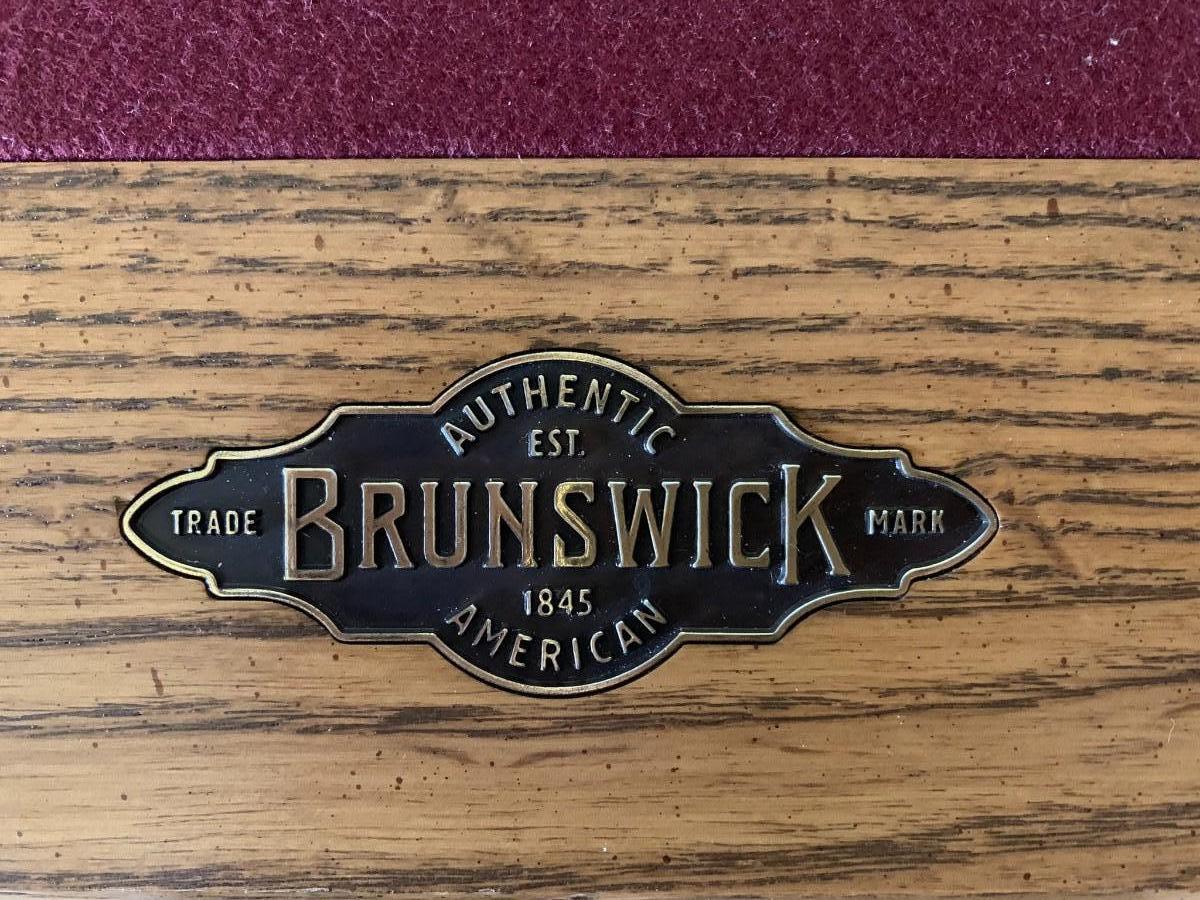 AUTHENTIC
EST.
TRADE BRUNSWICK MARK
1845
AMERICAN